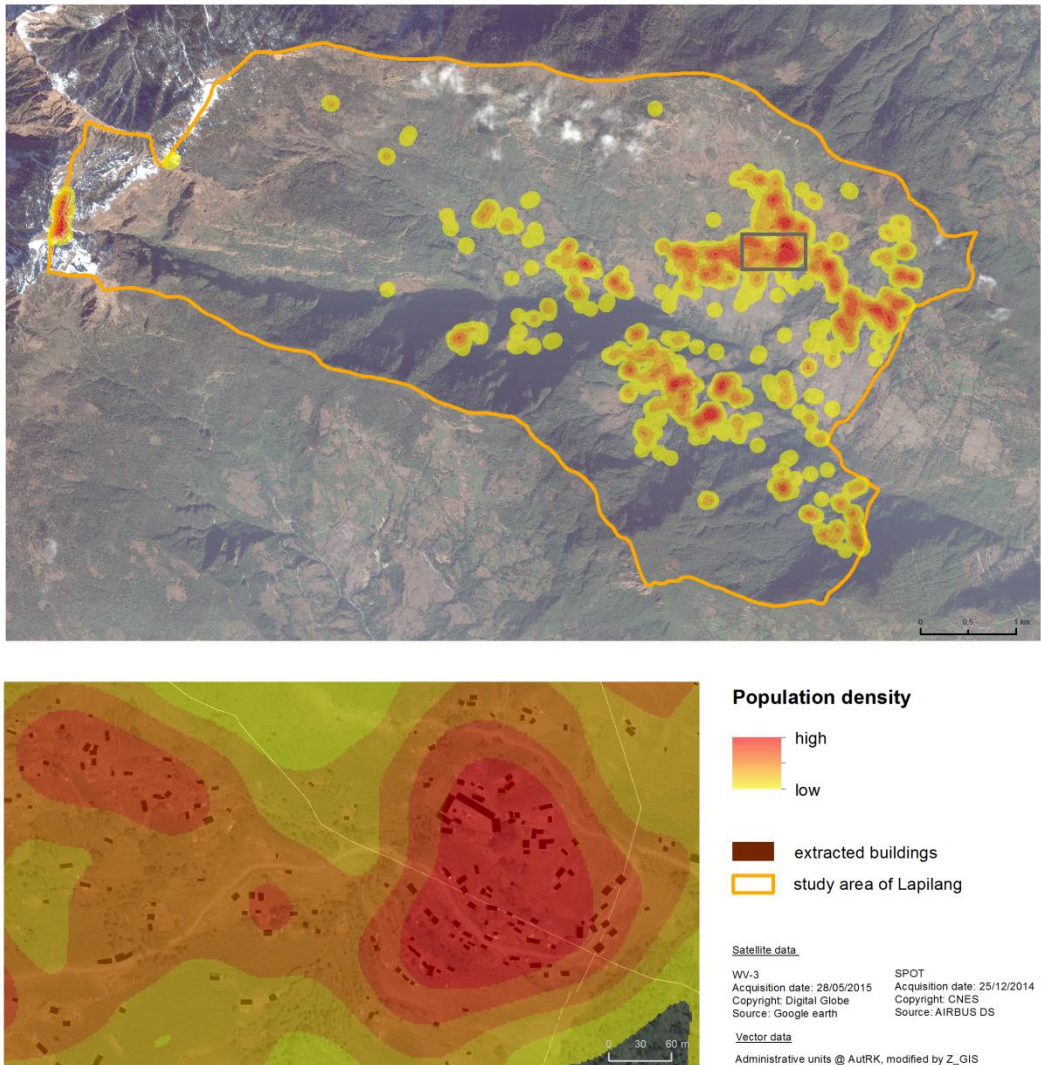 0 0.5 1 km
Population density
high
low
extracted buildings
study area of Lapilang
Satellite data
WV-3
Acquisition date: 28/05/2015
Copyright: Digital Globe
Source: Google earth
SPOT
Acquisition date: 25/12/2014
Copyright: CNES
Source: AIRBUS DS
Vector data
Administrative units @ AutRK, modified by Z_GIS
0 30 60 m